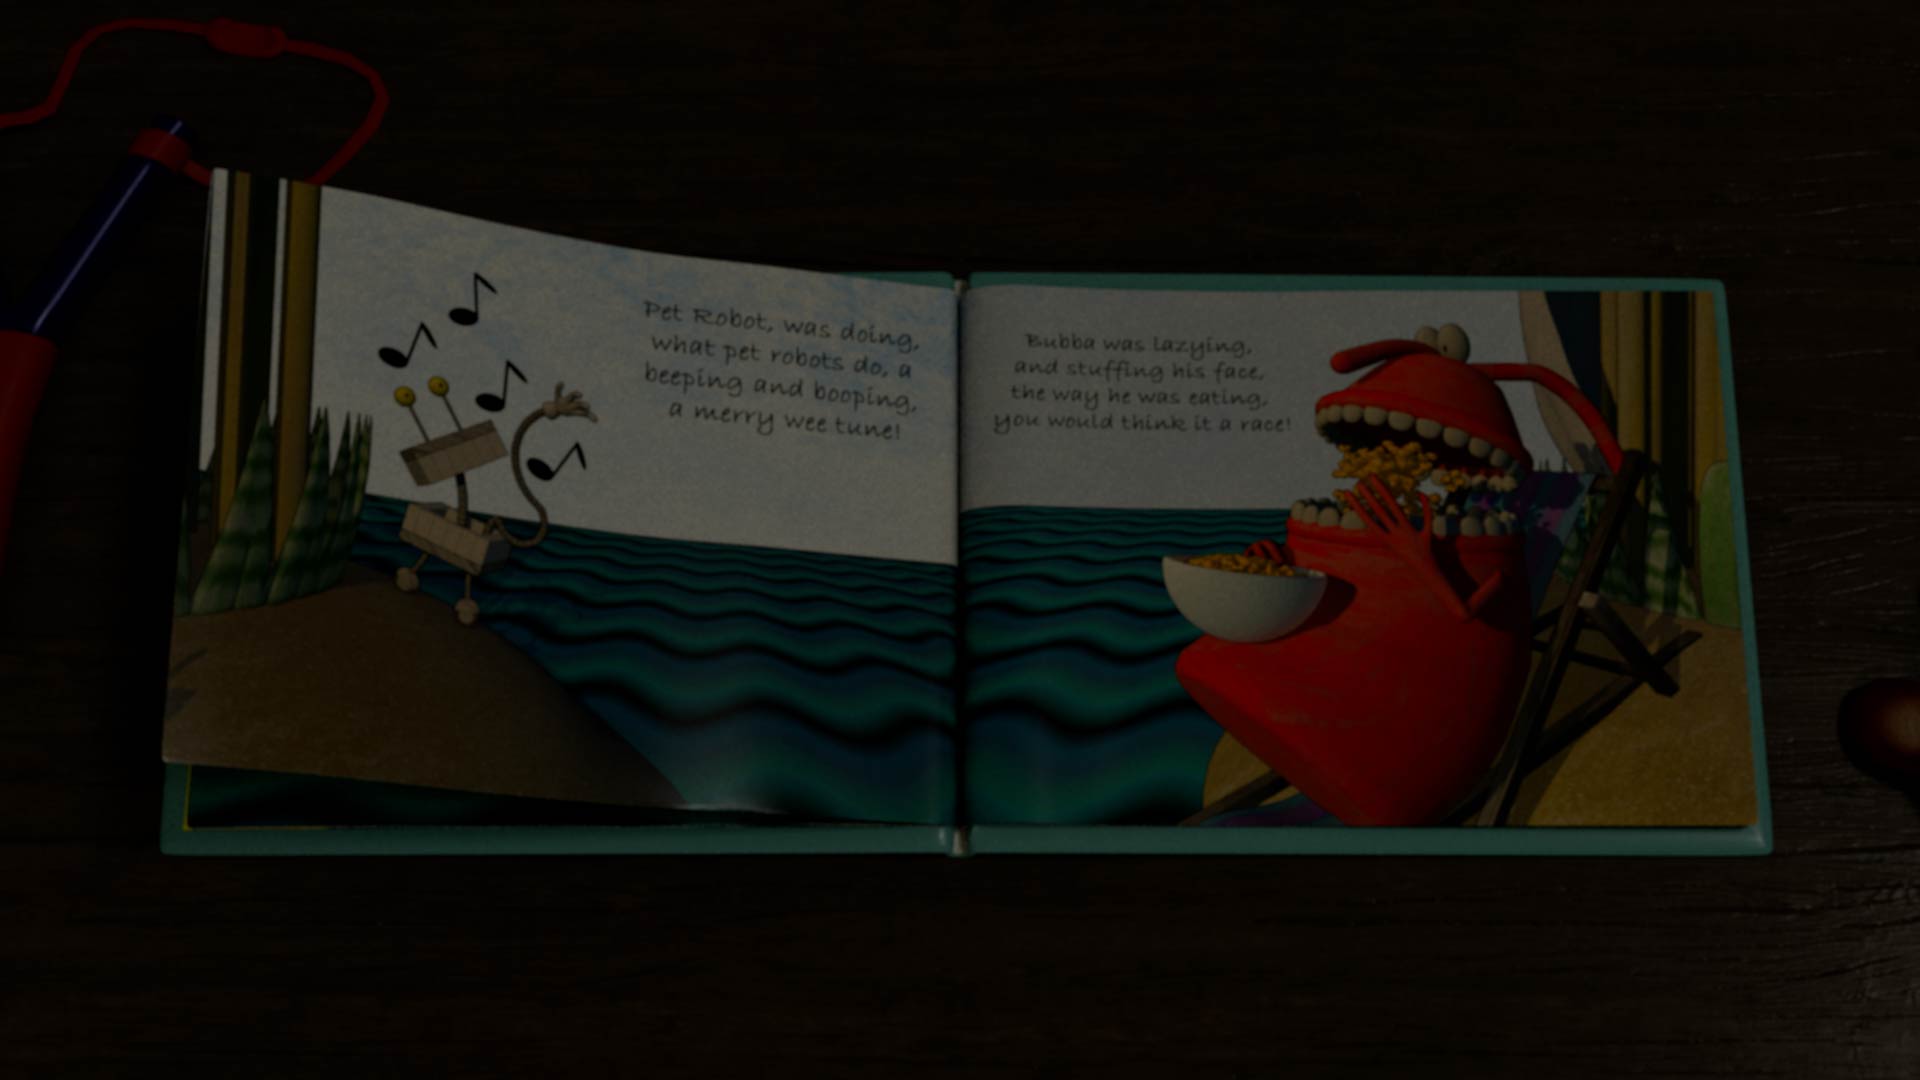 Pet Robot, was doing,
what pet robots do, a
beeping and booping,
a merry wee tune!
Bubba was lazying,
and stuffing his face,
the way he was eating,
you would think it a race!